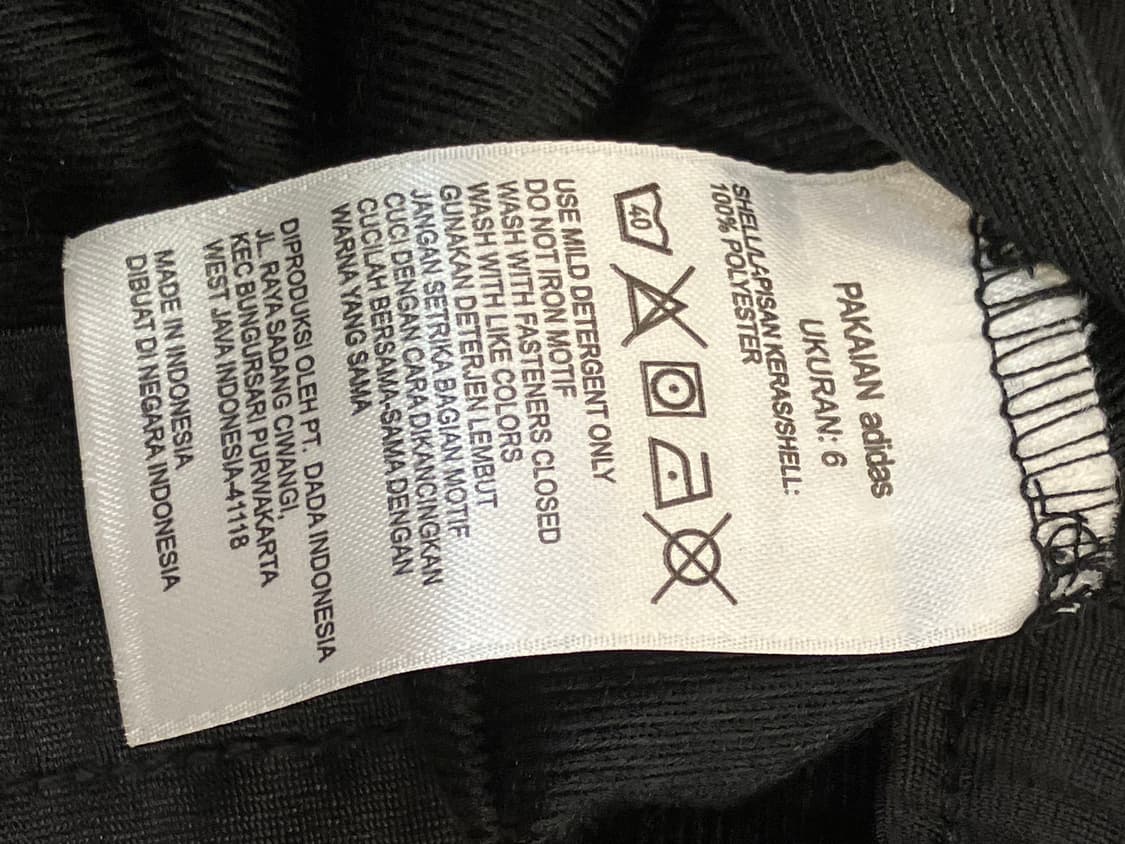 PAKAIAN adidas
UKURAN: 6
SHELL/LAPISAN KERAS/SHELL:
100% POLYESTER
40
USE MILD DETERGENT ONLY
DO NOT IRON MOTIF
WASH WITH FASTENERS CLOSED
WASH WITH LIKE COLORS
GUNAKAN DETERJEN LEMBUT
JANGAN SETRIKA BAGIAN MOTIF
CUCI DENGAN CARA DIKANCINGKAN
CUCILAH BERSAMA-SAMA DENGAN
WARNA YANG SAMA
DIPRODUKSI OLEH PT. DADA INDONESIA
JL. RAYA SADANG CIWANGI,
KEC BUNGURSARI PURWAKARTA
WEST JAVA INDONESIA-41118
MADE IN INDONESIA
DIBUAT DI NEGARA INDONESIA